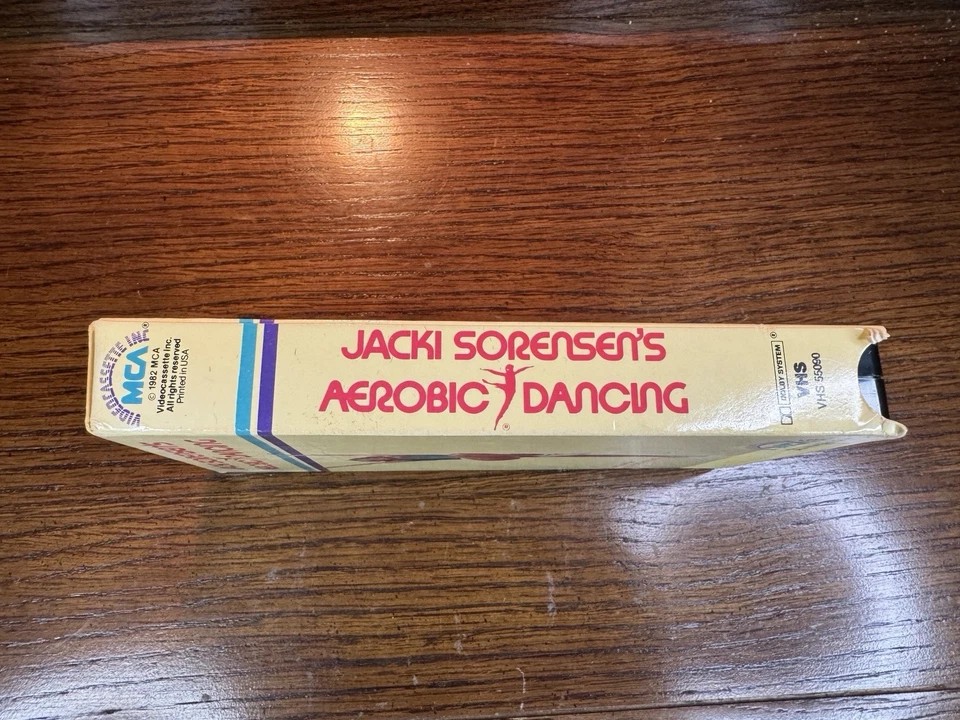 VIDEOCASSETTE INC.
MCA
®
© 1982 MCA
Videocassette Inc.
All rights reserved
Printed in USA
JACKI SORENSEN'S
AEROBIC DANCING
®
DOLBY SYSTEM ®
VHS
VHS 55090